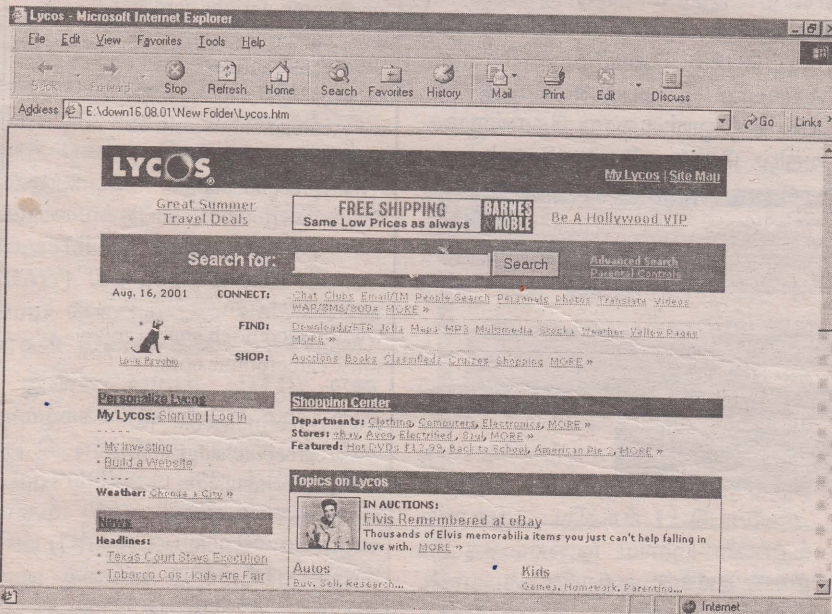 Lycos - Microsoft Internet Explorer
File Edit View Favorites Tools Help
Back Forward Stop Refresh Home Search Favorites History Mail Print Edit Discuss
Address E:\down16.08.01\New Folder\Lycos.htm Go Links »
LYCOS® My Lycos | Site Map
Great Summer
Travel Deals
FREE SHIPPING
Same Low Prices as always
BARNES
& NOBLE
Be A Hollywood VIP
Search for: Search
Advanced Search
Parental Controls
Aug. 16, 2001
CONNECT: Chat Clubs Email/IM People Search Personals Photos Translate Videos
MORE »
FIND: Downloads/FTP Jobs Maps MP3 Multimedia Stocks Weather Yellow Pages
MORE »
Love Psychic
SHOP: Auctions Books Classifieds Cruises Shopping MORE »
Personalize Lycos
My Lycos: Sign up | Log In
- - - - -
• My Investing
• Build a Website
- - - - -
Weather: Choose a City »
News
Headlines:
• Texas Court Stays Execution
• Tobacco Cos.: Kids Are Fair
Shopping Center
Departments: Clothing, Computers, Electronics, MORE »
Stores: eBay, Avon, Electrified, MORE »
Featured: Hot DVDs Back to School, American Pie 2, MORE »
Topics on Lycos
IN AUCTIONS:
Elvis Remembered at eBay
Thousands of Elvis memorabilia items you just can't help falling in
love with. MORE »
Autos
Buy, Sell, Research...
Kids
Games, Homework, Parenting...
Internet